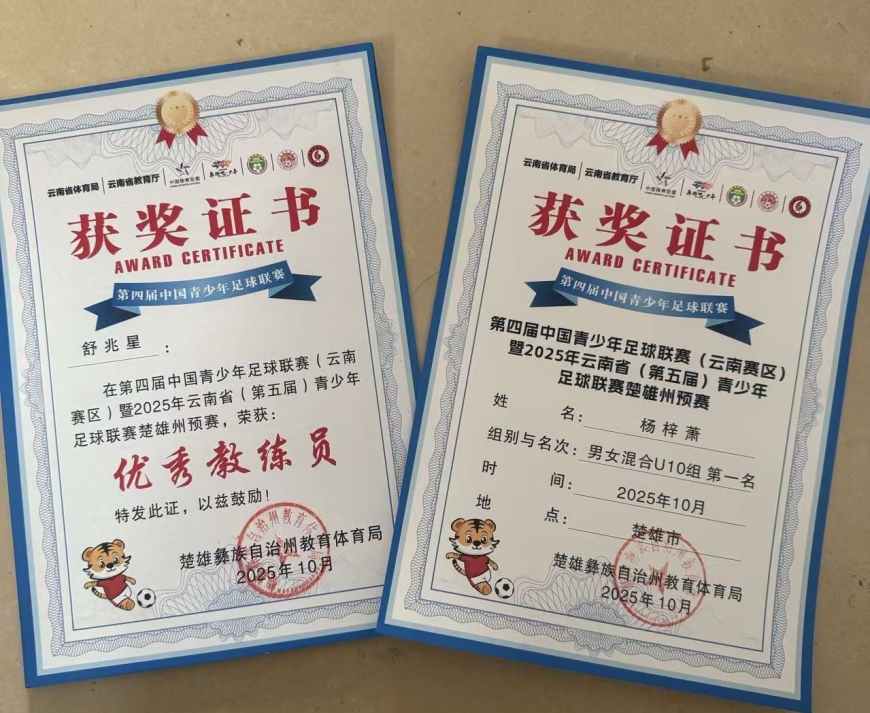 云南省体育局 云南省教育厅
获奖证书
AWARD CERTIFICATE
第四届中国青少年足球联赛
舒兆星：
在第四届中国青少年足球联赛（云南
赛区）暨2025年云南省（第五届）青少年
足球联赛楚雄州预赛，荣获：
优秀教练员
特发此证，以兹鼓励！
楚雄彝族自治州教育体育局
2025年10月
云南省体育局 云南省教育厅
获奖证书
AWARD CERTIFICATE
第四届中国青少年足球联赛
第四届中国青少年足球联赛（云南赛区）
暨2025年云南省（第五届）青少年
足球联赛楚雄州预赛
姓 名：杨梓萧
组别与名次：男女混合U10组 第一名
时 间：2025年10月
地 点：楚雄市
楚雄彝族自治州教育体育局
2025年10月